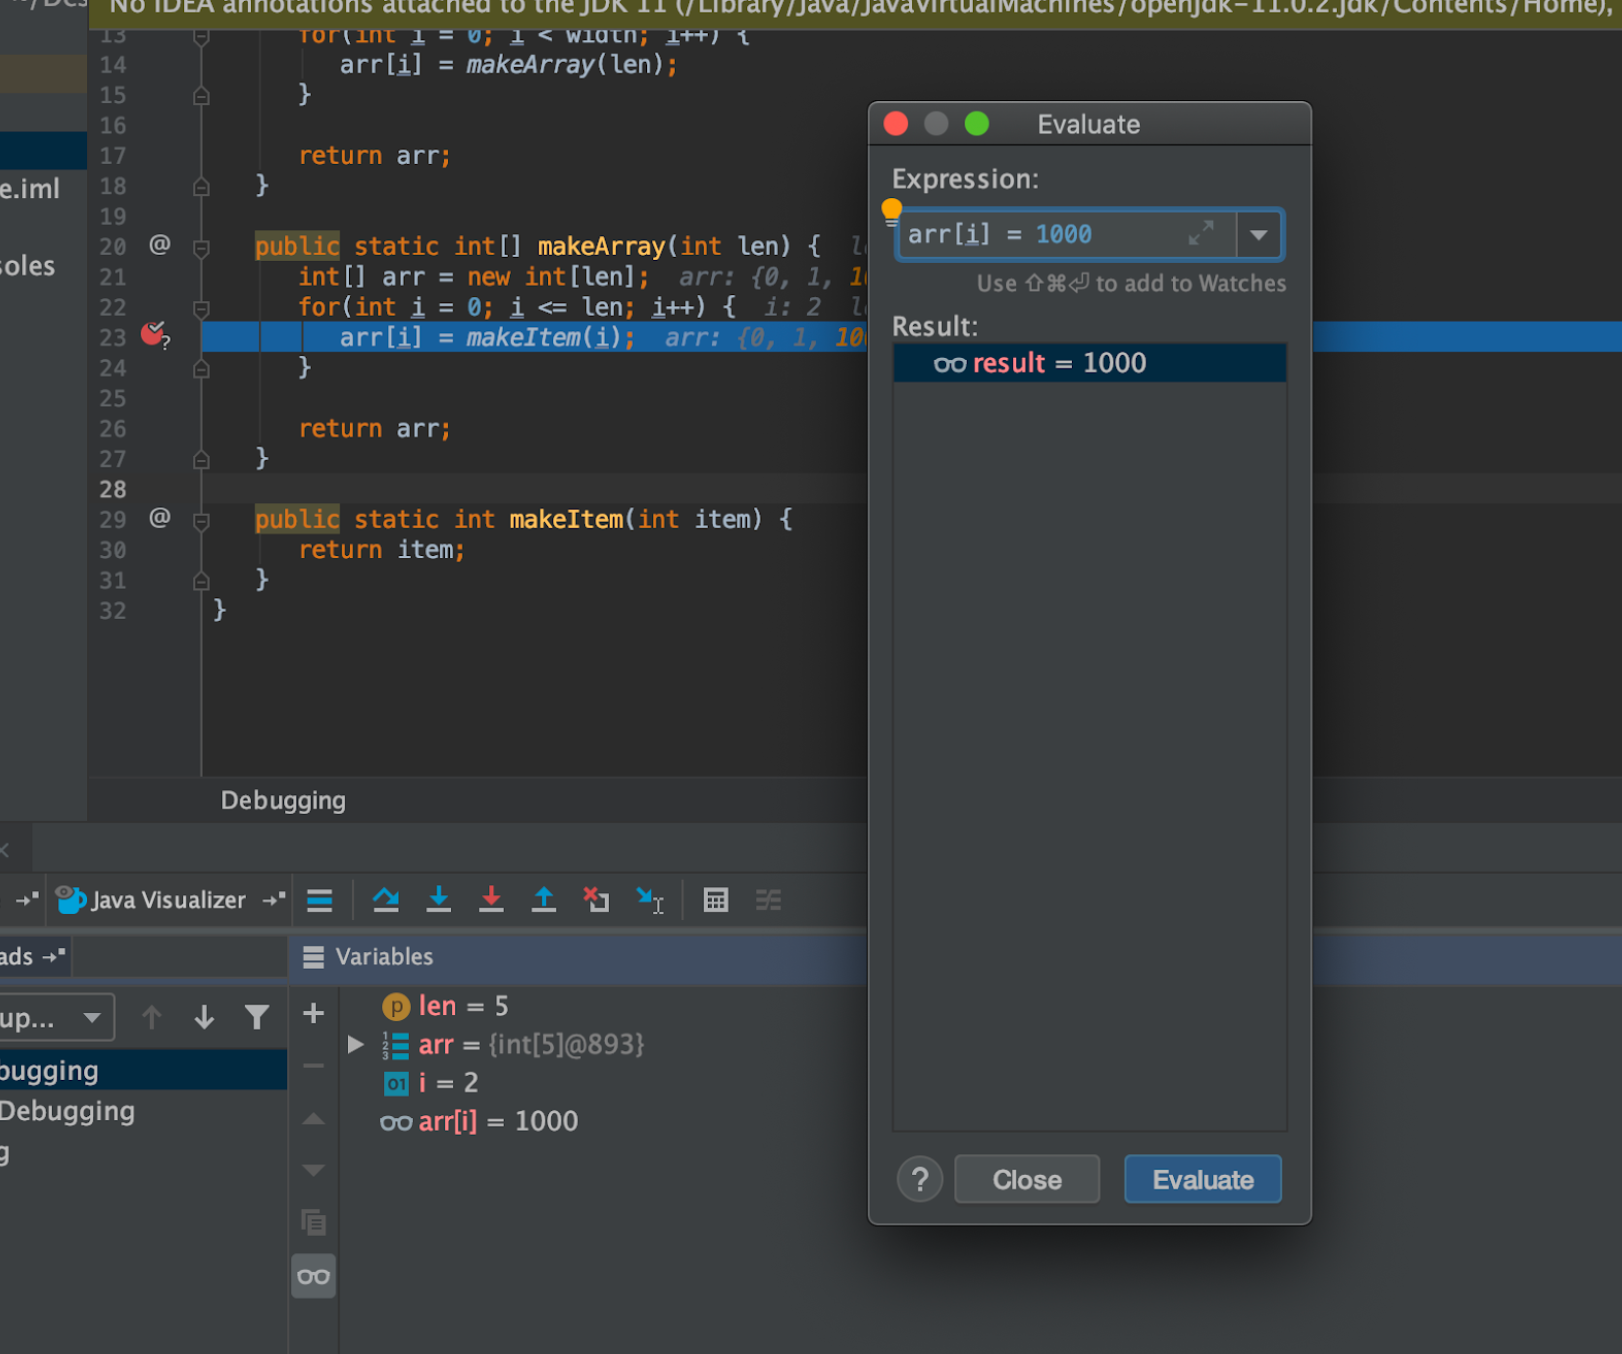 No IDEA annotations attached to the JDK 11 (/Library/Java/JavaVirtualMachines/openjdk-11.0.2.jdk/Contents/Home),
13 for(int i = 0; i < width; i++) {
14 arr[i] = makeArray(len);
15 }
16
17 return arr;
18 }
19
20 @ public static int[] makeArray(int len) {
21 int[] arr = new int[len]; arr: {0, 1, 10
22 for(int i = 0; i <= len; i++) { i: 2
23 arr[i] = makeItem(i); arr: {0, 1, 10
24 }
25
26 return arr;
27 }
28
29 @ public static int makeItem(int item) {
30 return item;
31 }
32 }
e.iml
soles
Debugging
Evaluate
Expression:
arr[i] = 1000
Use ⇧⌘⏎ to add to Watches
Result:
result = 1000
? Close Evaluate
Java Visualizer
ads
Variables
up...
bugging
Debugging
g
p len = 5
arr = {int[5]@893}
01 i = 2
arr[i] = 1000